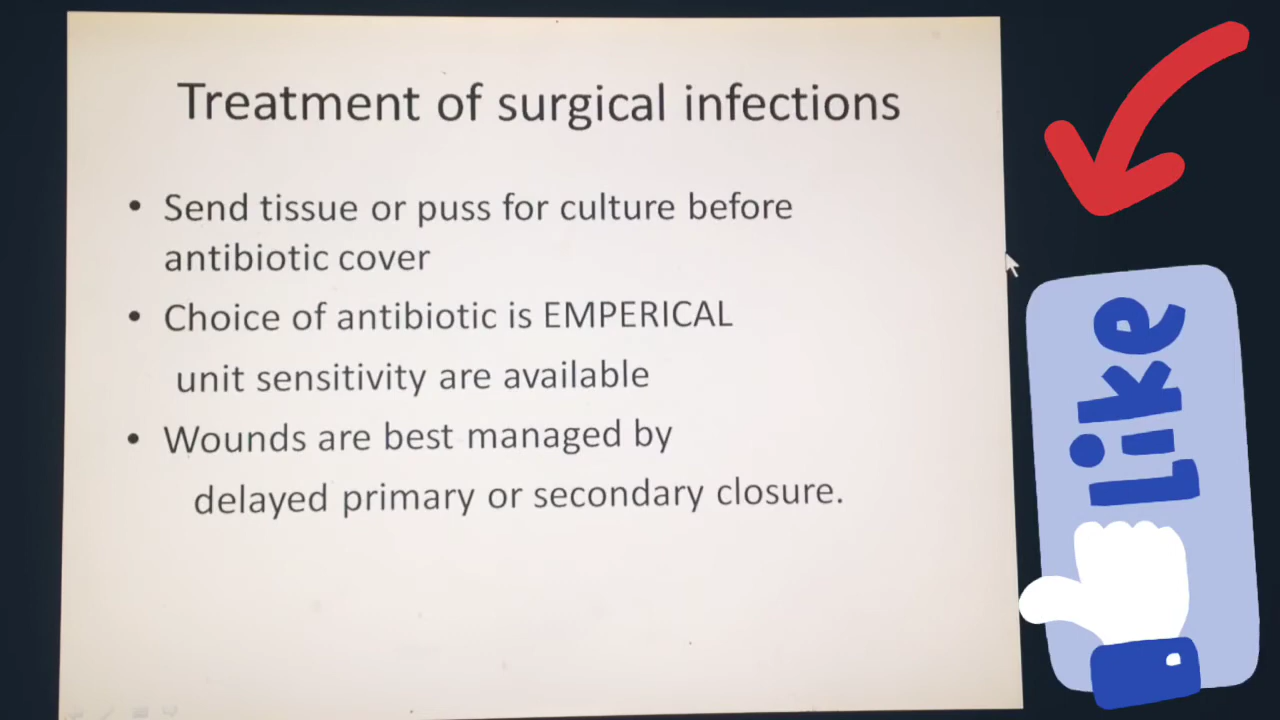 Treatment of surgical infections
• Send tissue or puss for culture before
antibiotic cover
• Choice of antibiotic is EMPERICAL
unit sensitivity are available
• Wounds are best managed by
delayed primary or secondary closure.
Like